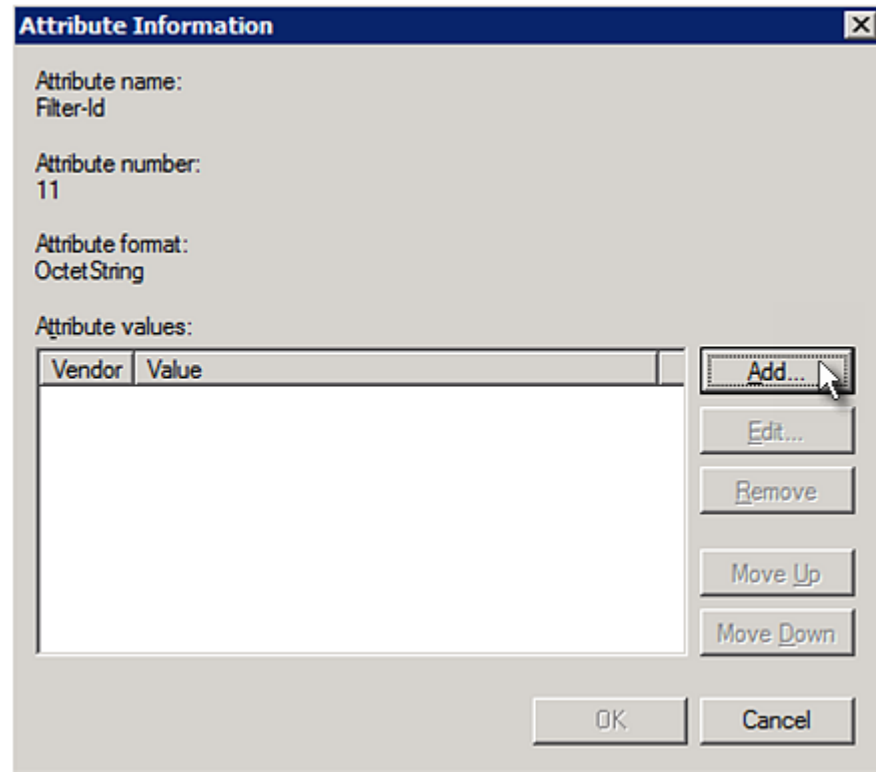 Attribute Information
Attribute name:
Filter-Id
Attribute number:
11
Attribute format:
OctetString
Attribute values:
Vendor Value
Add...
Edit...
Remove
Move Up
Move Down
OK Cancel